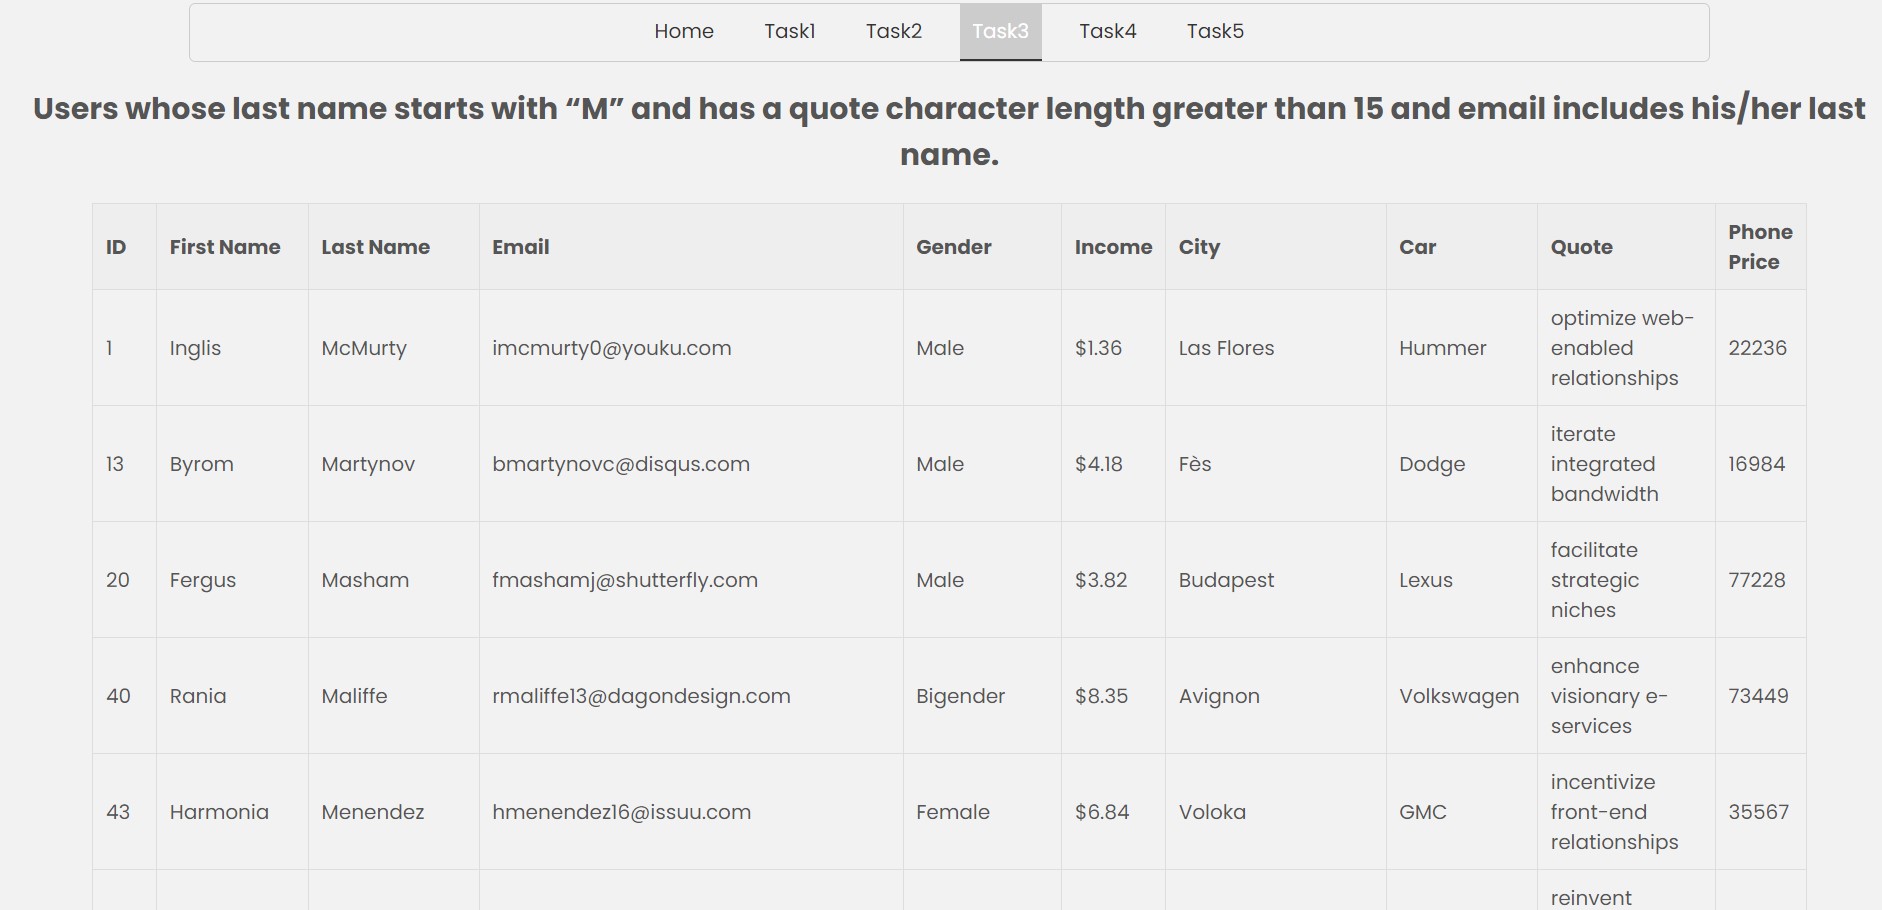 Home Task1 Task2 Task3 Task4 Task5
Users whose last name starts with “M” and has a quote character length greater than 15 and email includes his/her last
name.
ID First Name Last Name Email Gender Income City Car Quote Phone Price
1 Inglis McMurty imcmurty0@youku.com Male $1.36 Las Flores Hummer optimize web-enabled relationships 22236
13 Byrom Martynov bmartynovc@disqus.com Male $4.18 Fès Dodge iterate integrated bandwidth 16984
20 Fergus Masham fmashamj@shutterfly.com Male $3.82 Budapest Lexus facilitate strategic niches 77228
40 Rania Maliffe rmaliffe13@dagondesign.com Bigender $8.35 Avignon Volkswagen enhance visionary e-services 73449
43 Harmonia Menendez hmenendez16@issuu.com Female $6.84 Voloka GMC incentivize front-end relationships 35567
reinvent